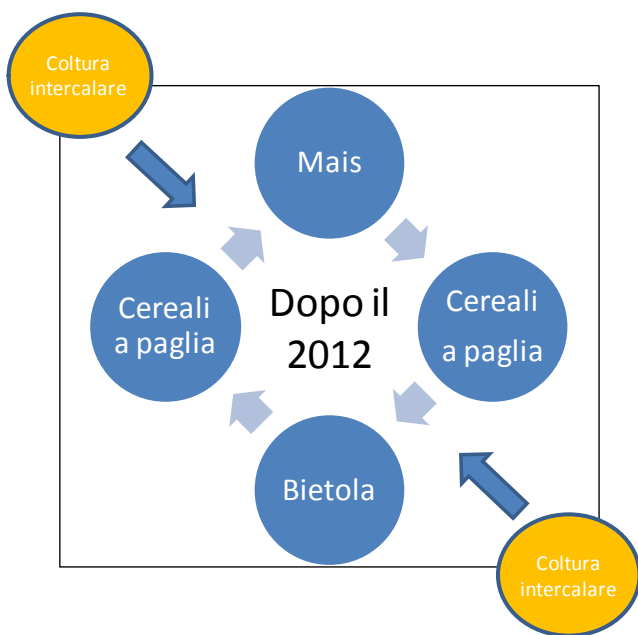 Coltura
intercalare
Mais
Cereali
a paglia
Dopo il
2012
Cereali
a paglia
Bietola
Coltura
intercalare